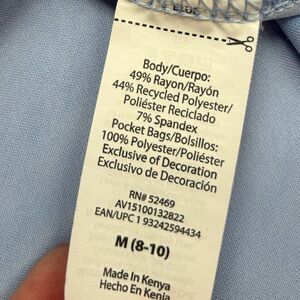 Body/Cuerpo:
49% Rayon/Rayón
44% Recycled Polyester/
Poliéster Reciclado
7% Spandex
Pocket Bags/Bolsillos:
100% Polyester/Poliéster
Exclusive of Decoration
Exclusivo de Decoración
RN# 52469
AV15100132822
EAN/UPC 1 93242594434
M (8-10)
Made In Kenya
Hecho En Kenia